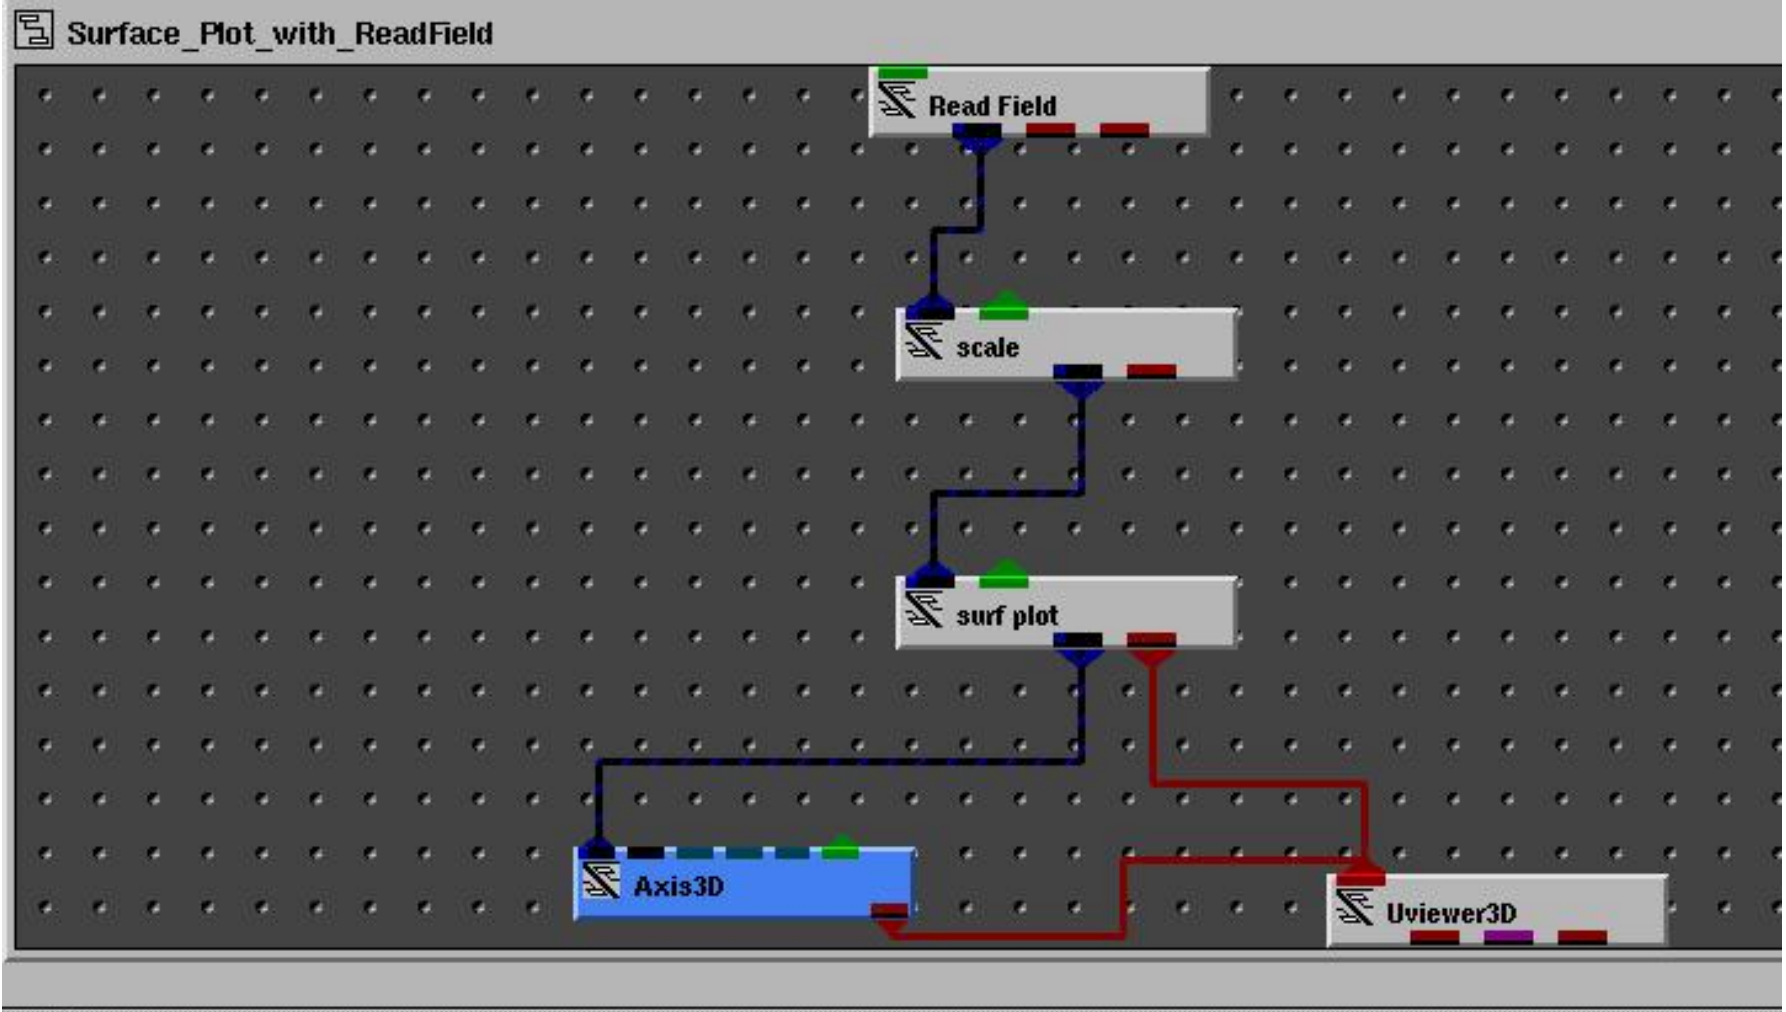 Surface_Plot_with_ReadField
Read Field
scale
surf plot
Axis3D
Uviewer3D